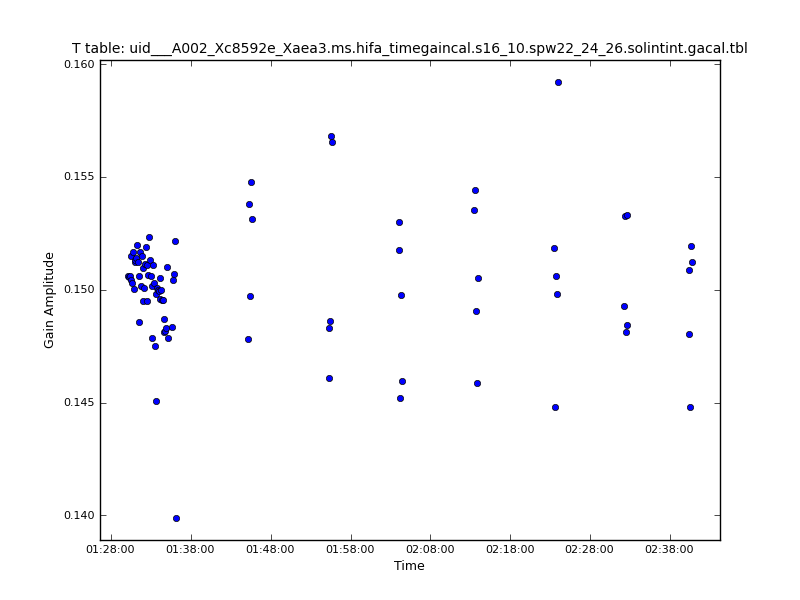 T table: uid___A002_Xc8592e_Xaea3.ms.hifa_timegaincal.s16_10.spw22_24_26.solintint.gacal.tbl
0.160
0.155
0.150
0.145
0.140
Gain Amplitude
01:28:00 01:38:00 01:48:00 01:58:00 02:08:00 02:18:00 02:28:00 02:38:00
Time